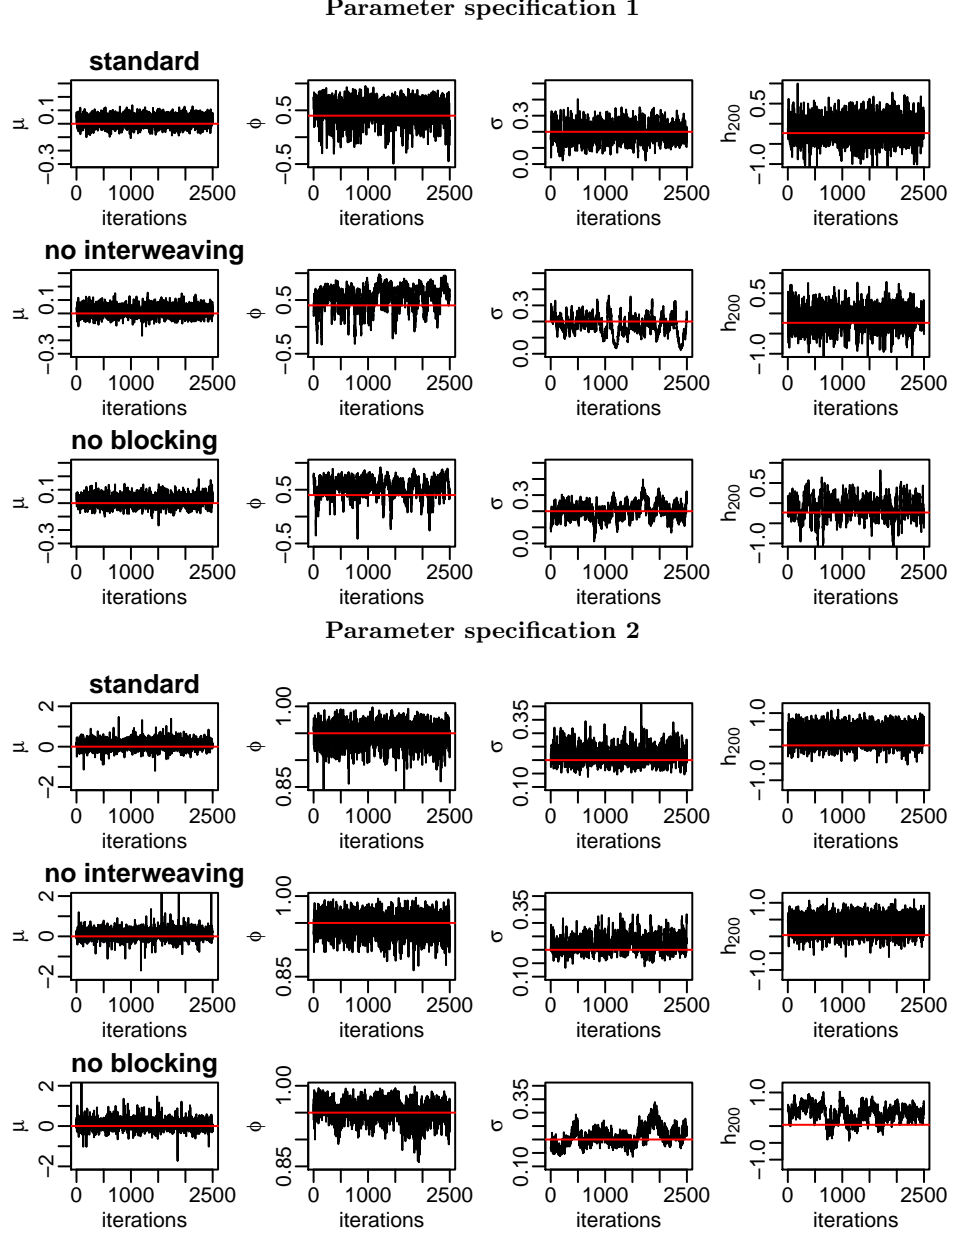 Parameter specification 1
standard
μ
−0.3 0.1
0 1000 2500
iterations
ϕ
−0.5 0.5
0 1000 2500
iterations
σ
0.0 0.3
0 1000 2500
iterations
h200
−1.0 0.5
0 1000 2500
iterations
no interweaving
μ
−0.3 0.1
0 1000 2500
iterations
ϕ
−0.5 0.5
0 1000 2500
iterations
σ
0.0 0.3
0 1000 2500
iterations
h200
−1.0 0.5
0 1000 2500
iterations
no blocking
μ
−0.3 0.1
0 1000 2500
iterations
ϕ
−0.5 0.5
0 1000 2500
iterations
σ
0.0 0.3
0 1000 2500
iterations
h200
−1.0 0.5
0 1000 2500
iterations
Parameter specification 2
standard
μ
−2 0 2
0 1000 2500
iterations
ϕ
0.85 1.00
0 1000 2500
iterations
σ
0.10 0.35
0 1000 2500
iterations
h200
−1.0 1.0
0 1000 2500
iterations
no interweaving
μ
−2 0 2
0 1000 2500
iterations
ϕ
0.85 1.00
0 1000 2500
iterations
σ
0.10 0.35
0 1000 2500
iterations
h200
−1.0 1.0
0 1000 2500
iterations
no blocking
μ
−2 0 2
0 1000 2500
iterations
ϕ
0.85 1.00
0 1000 2500
iterations
σ
0.10 0.35
0 1000 2500
iterations
h200
−1.0 1.0
0 1000 2500
iterations